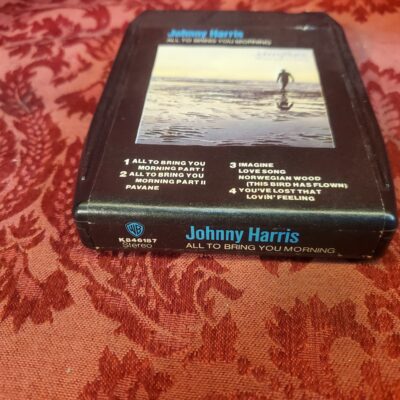 Johnny Harris
ALL TO BRING YOU MORNING
1 ALL TO BRING YOU
MORNING PART I
2 ALL TO BRING YOU
MORNING PART II
PAVANE
3 IMAGINE
LOVE SONG
NORWEGIAN WOOD
(THIS BIRD HAS FLOWN)
4 YOU'VE LOST THAT
LOVIN' FEELING
K846187
Stereo
Johnny Harris
ALL TO BRING YOU MORNING